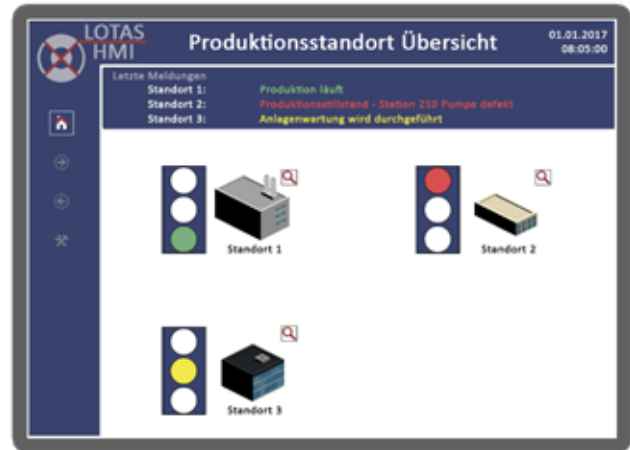 LOTAS
HMI
Produktionsstandort Übersicht
01.01.2017
08:05:00
Letzte Meldungen
Standort 1: Produktion läuft
Standort 2: Produktionsstillstand - Station 210 Pumpe defekt
Standort 3: Anlagenwartung wird durchgeführt
Standort 1
Standort 2
Standort 3